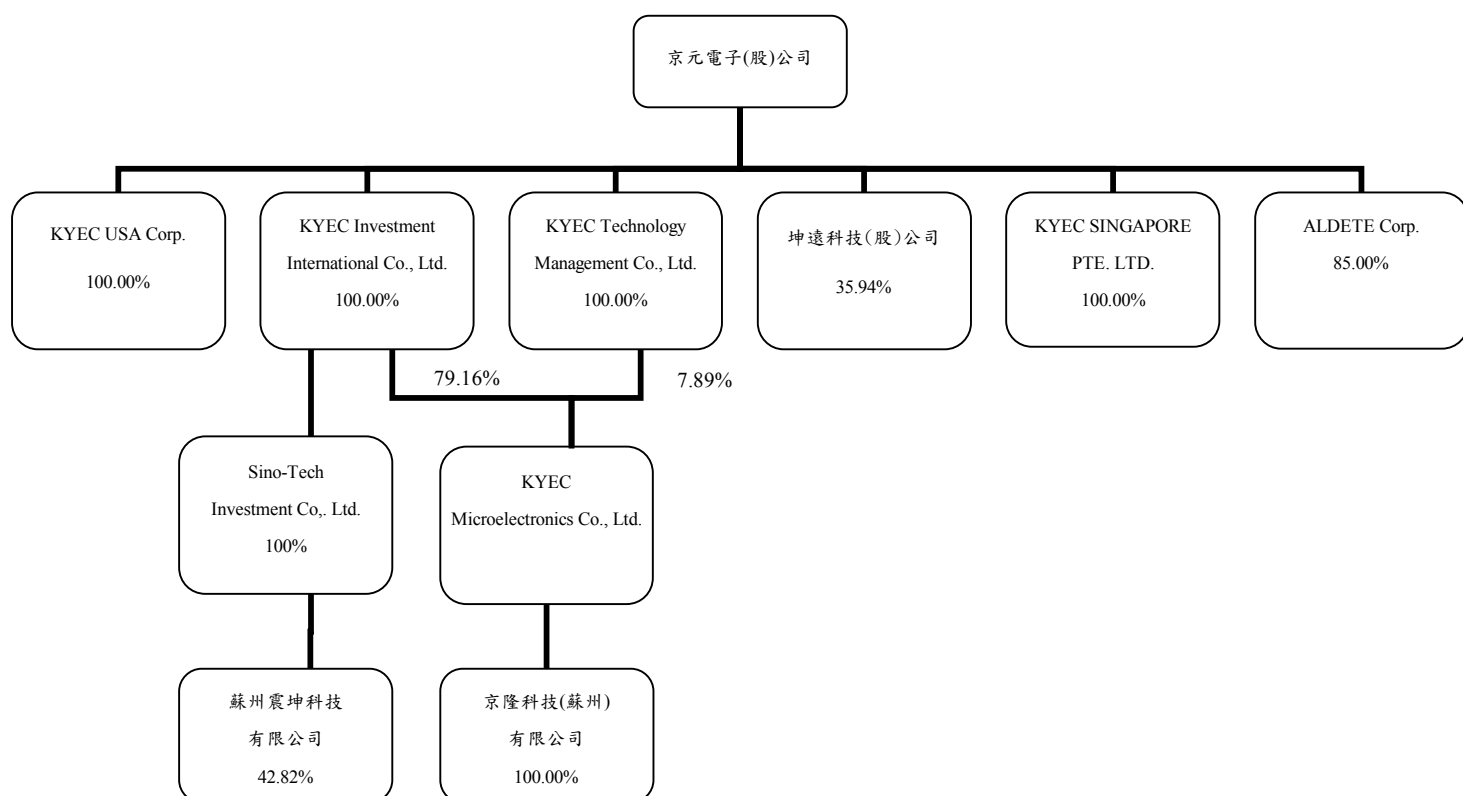 京元電子(股)公司
KYEC USA Corp.
100.00%
KYEC Investment
International Co., Ltd.
100.00%
KYEC Technology
Management Co., Ltd.
100.00%
坤遠科技(股)公司
35.94%
KYEC SINGAPORE
PTE. LTD.
100.00%
ALDETE Corp.
85.00%
79.16%
7.89%
Sino-Tech
Investment Co,. Ltd.
100%
KYEC
Microelectronics Co., Ltd.
蘇州震坤科技
有限公司
42.82%
京隆科技(蘇州)
有限公司
100.00%